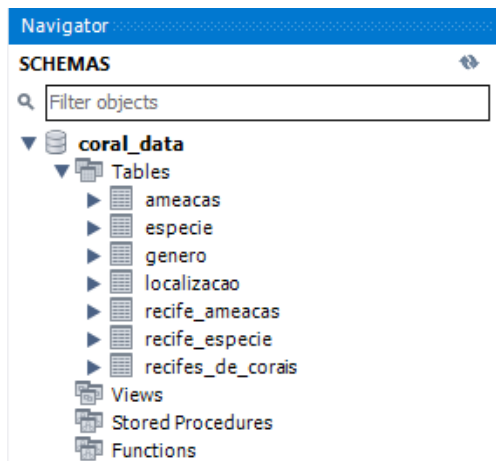 Navigator
SCHEMAS
Filter objects
coral_data
Tables
ameacas
especie
genero
localizacao
recife_ameacas
recife_especie
recifes_de_corais
Views
Stored Procedures
Functions